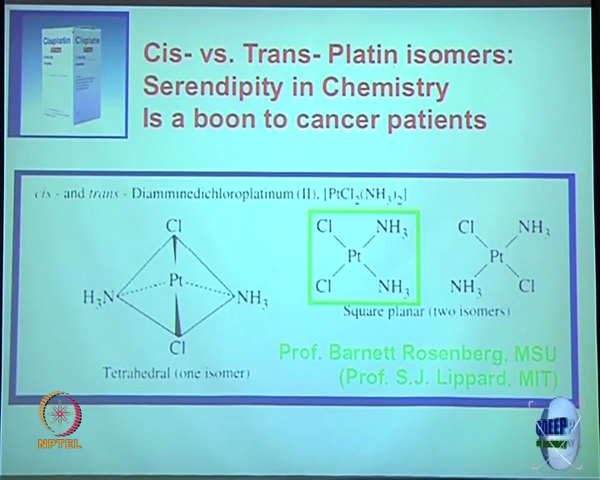 Cisplatin Cisplatin
Cis- vs. Trans- Platin isomers:
Serendipity in Chemistry
Is a boon to cancer patients
cis - and trans - Diamminedichloroplatinum (II), [PtCl2(NH3)2]
Cl
Pt
H3N NH3
Cl
Tetrahedral (one isomer)
Cl NH3
Pt
Cl NH3
Cl NH3
Pt
NH3 Cl
Square planar (two isomers)
Prof. Barnett Rosenberg, MSU
(Prof. S.J. Lippard, MIT)
NPTEL